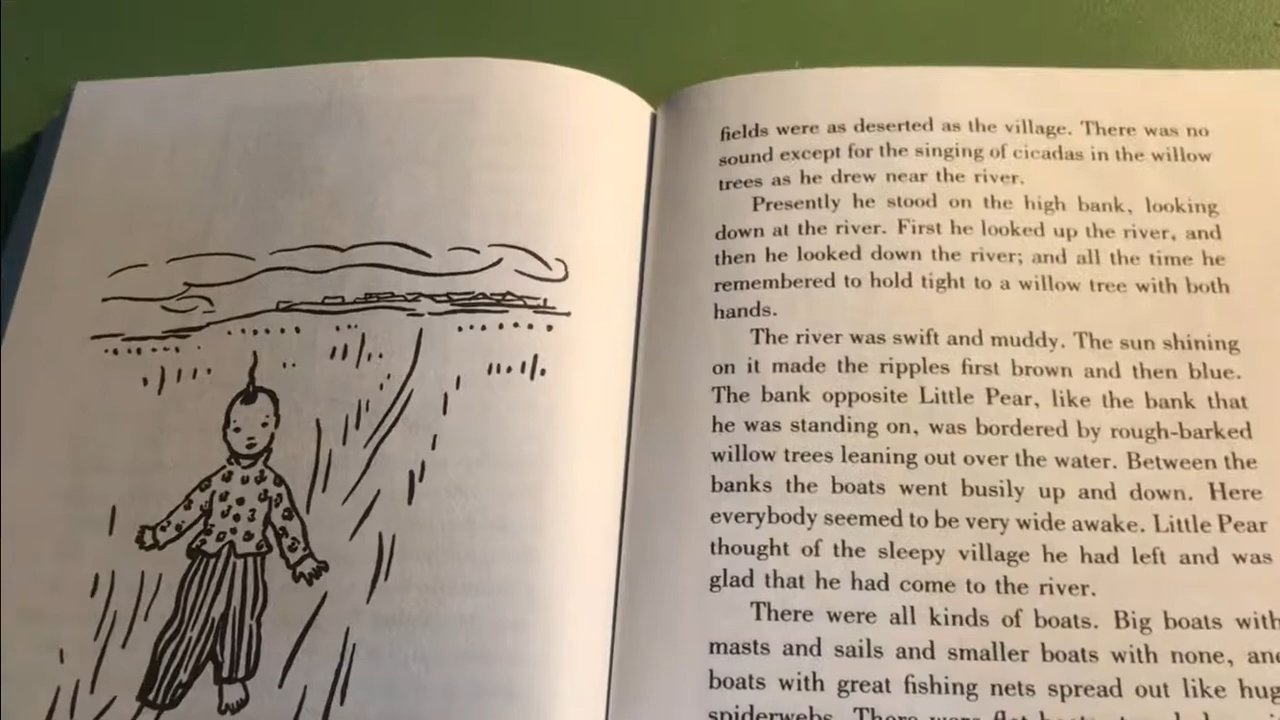 fields were as deserted as the village. There was no
sound except for the singing of cicadas in the willow
trees as he drew near the river.
Presently he stood on the high bank, looking
down at the river. First he looked up the river, and
then he looked down the river; and all the time he
remembered to hold tight to a willow tree with both
hands.
The river was swift and muddy. The sun shining
on it made the ripples first brown and then blue.
The bank opposite Little Pear, like the bank that
he was standing on, was bordered by rough-barked
willow trees leaning out over the water. Between the
banks the boats went busily up and down. Here
everybody seemed to be very wide awake. Little Pear
thought of the sleepy village he had left and was
glad that he had come to the river.
There were all kinds of boats. Big boats with
masts and sails and smaller boats with none, and
boats with great fishing nets spread out like
spiderwebs. There were flat boats